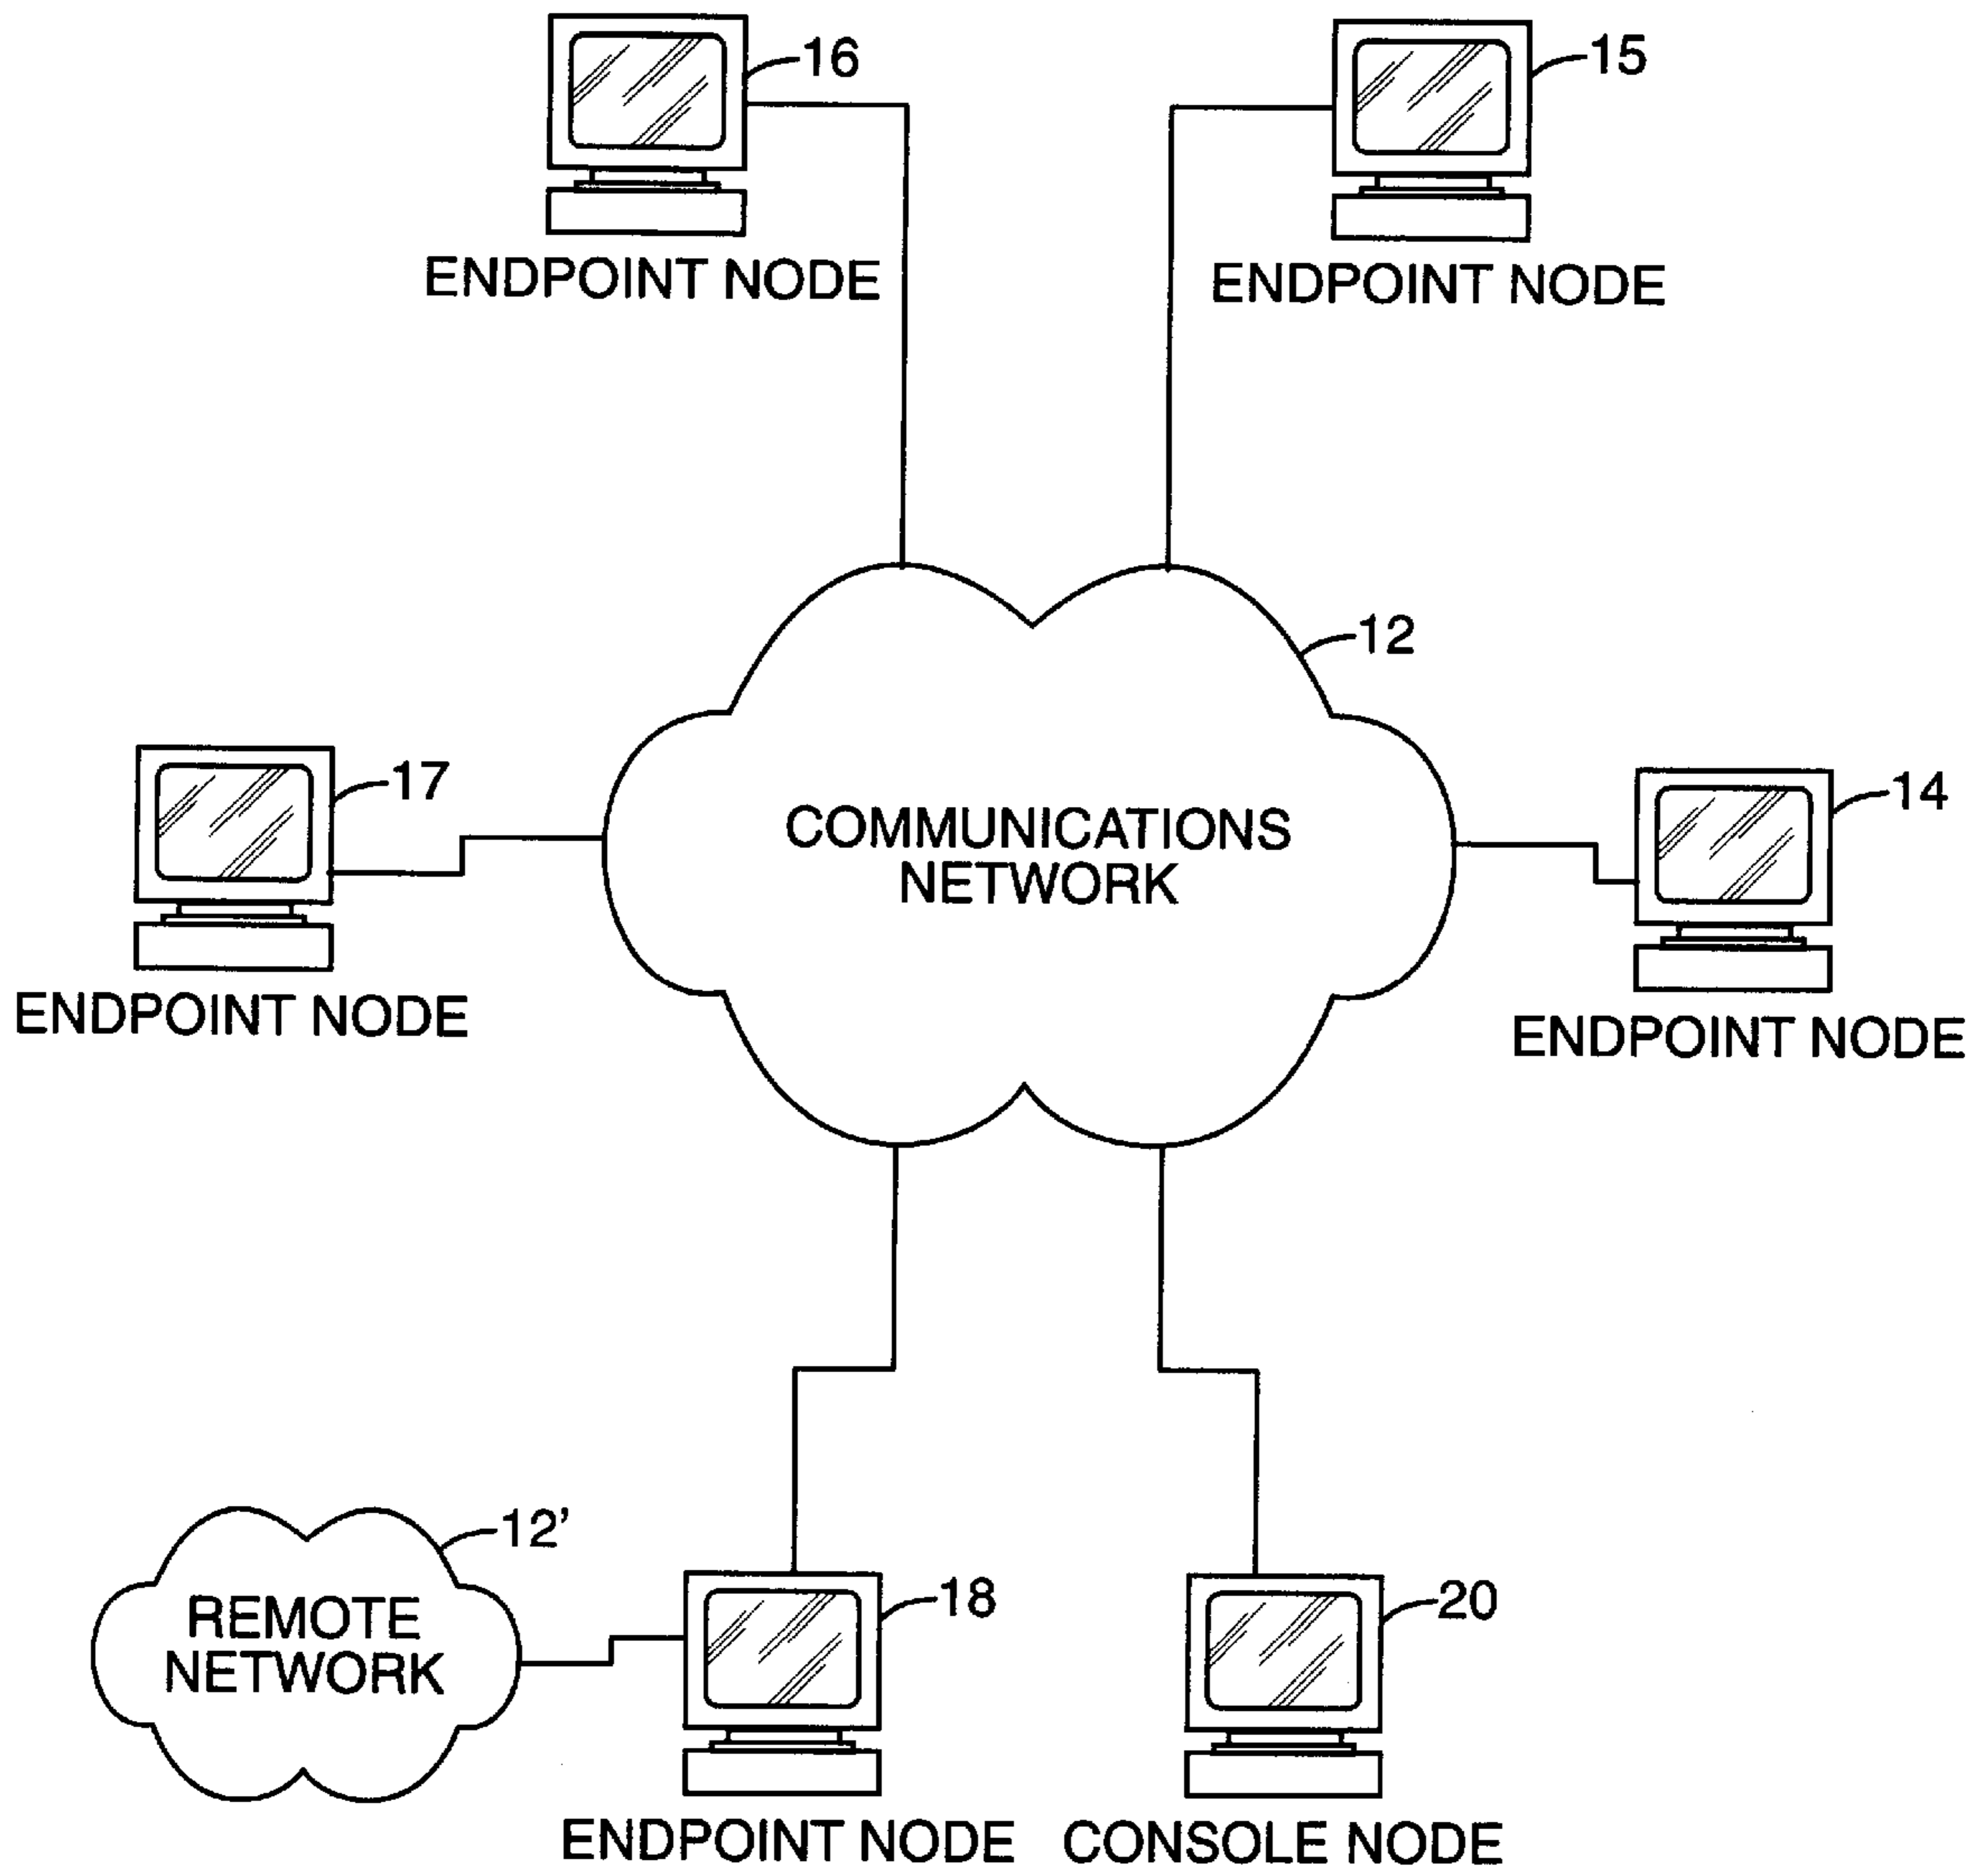 16
15
ENDPOINT NODE
ENDPOINT NODE
12
17
14
COMMUNICATIONS
NETWORK
ENDPOINT NODE
ENDPOINT NODE
12'
18
20
REMOTE
NETWORK
ENDPOINT NODE
CONSOLE NODE